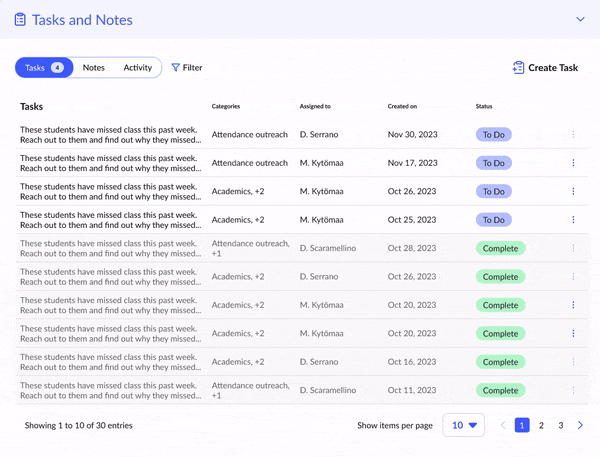 Tasks and Notes
Tasks 4 Notes Activity Filter Create Task
Tasks Categories Assigned to Created on Status
These students have missed class this past week.
Reach out to them and find out why they missed... Attendance outreach D. Serrano Nov 30, 2023 To Do
These students have missed class this past week.
Reach out to them and find out why they missed... Attendance outreach M. Kytömaa Nov 17, 2023 To Do
These students have missed class this past week.
Reach out to them and find out why they missed... Academics, +2 M. Kytömaa Oct 26, 2023 To Do
These students have missed class this past week.
Reach out to them and find out why they missed... Academics, +2 M. Kytömaa Oct 25, 2023 To Do
These students have missed class this past week. Attendance outreach,
Reach out to them and find out why they missed... +1 D. Scaramellino Oct 28, 2023 Complete
These students have missed class this past week.
Reach out to them and find out why they missed... Academics, +2 D. Serrano Oct 26, 2023 Complete
These students have missed class this past week.
Reach out to them and find out why they missed... Academics, +2 M. Kytömaa Oct 20, 2023 Complete
These students have missed class this past week.
Reach out to them and find out why they missed... Academics, +2 M. Kytömaa Oct 20, 2023 Complete
These students have missed class this past week.
Reach out to them and find out why they missed... Academics, +2 D. Serrano Oct 16, 2023 Complete
These students have missed class this past week. Attendance outreach,
Reach out to them and find out why they missed... +1 D. Scaramellino Oct 11, 2023 Complete
Showing 1 to 10 of 30 entries Show items per page 10 1 2 3